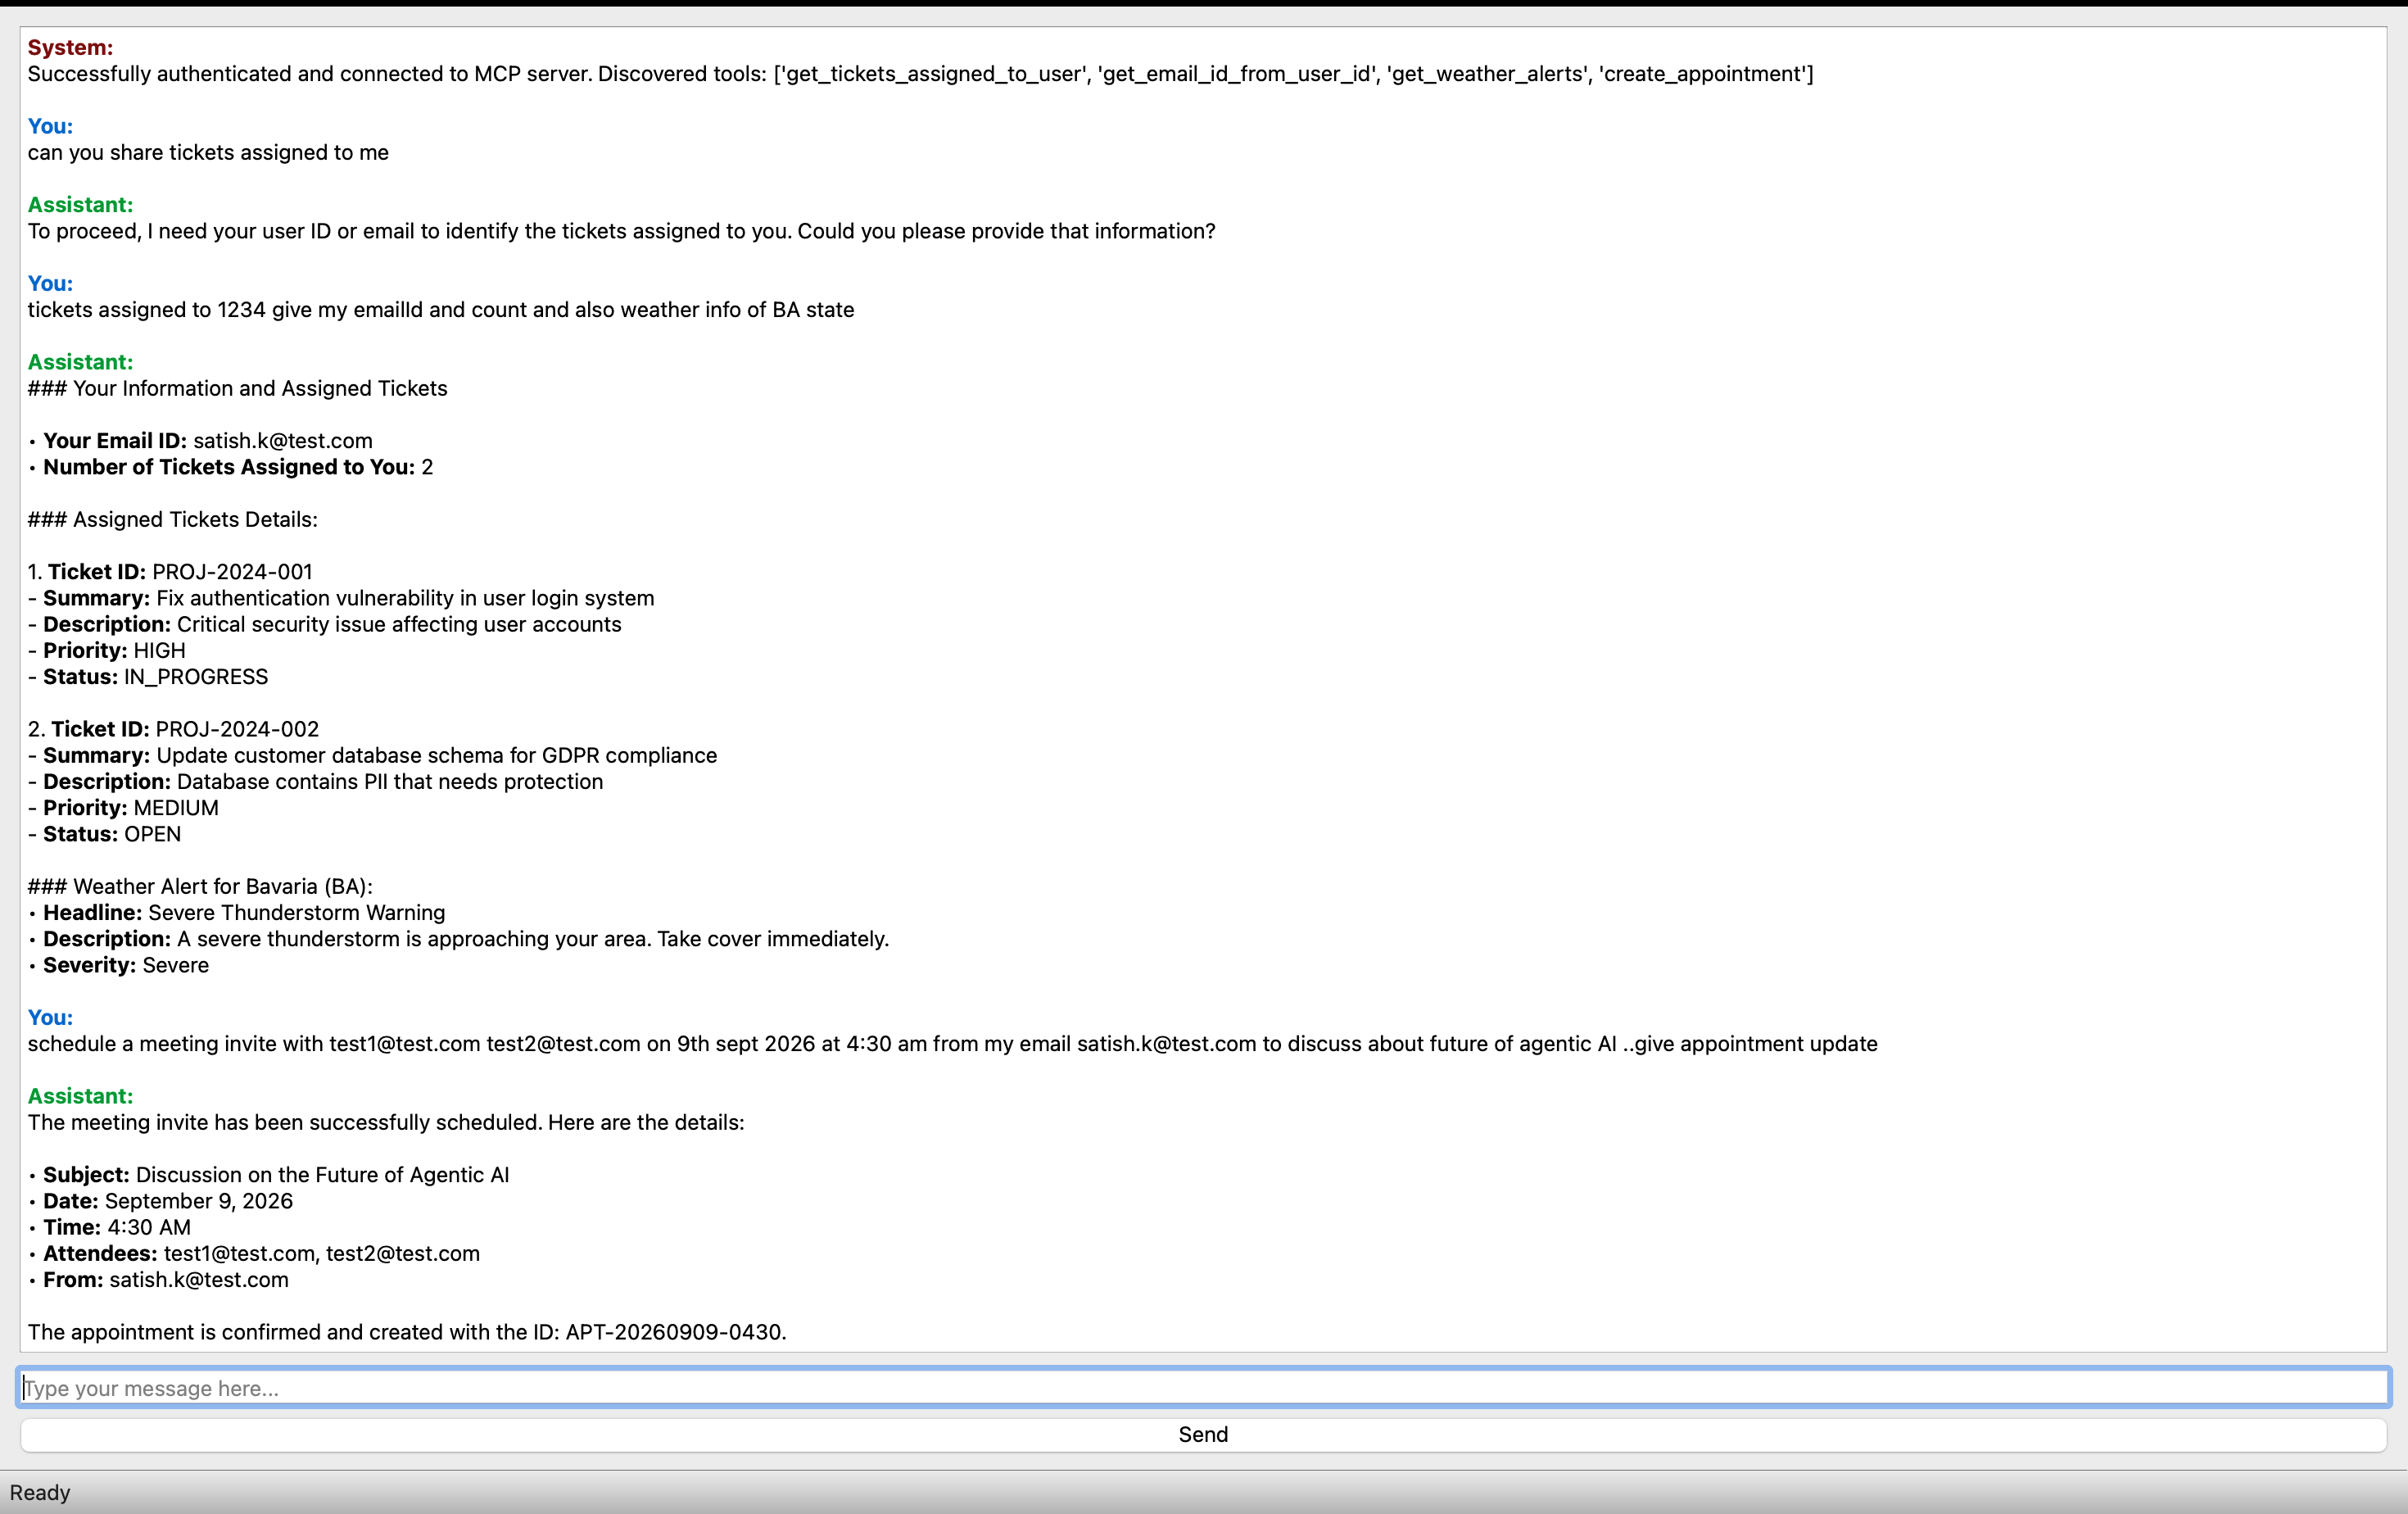 System:
Successfully authenticated and connected to MCP server. Discovered tools: ['get_tickets_assigned_to_user', 'get_email_id_from_user_id', 'get_weather_alerts', 'create_appointment']
You:
can you share tickets assigned to me
Assistant:
To proceed, I need your user ID or email to identify the tickets assigned to you. Could you please provide that information?
You:
tickets assigned to 1234 give my emailId and count and also weather info of BA state
Assistant:
### Your Information and Assigned Tickets
• Your Email ID: satish.k@test.com
• Number of Tickets Assigned to You: 2
### Assigned Tickets Details:
1. Ticket ID: PROJ-2024-001
- Summary: Fix authentication vulnerability in user login system
- Description: Critical security issue affecting user accounts
- Priority: HIGH
- Status: IN_PROGRESS
2. Ticket ID: PROJ-2024-002
- Summary: Update customer database schema for GDPR compliance
- Description: Database contains PII that needs protection
- Priority: MEDIUM
- Status: OPEN
### Weather Alert for Bavaria (BA):
• Headline: Severe Thunderstorm Warning
• Description: A severe thunderstorm is approaching your area. Take cover immediately.
• Severity: Severe
You:
schedule a meeting invite with test1@test.com test2@test.com on 9th sept 2026 at 4:30 am from my email satish.k@test.com to discuss about future of agentic AI ..give appointment update
Assistant:
The meeting invite has been successfully scheduled. Here are the details:
• Subject: Discussion on the Future of Agentic AI
• Date: September 9, 2026
• Time: 4:30 AM
• Attendees: test1@test.com, test2@test.com
• From: satish.k@test.com
The appointment is confirmed and created with the ID: APT-20260909-0430.
Type your message here...
Send
Ready